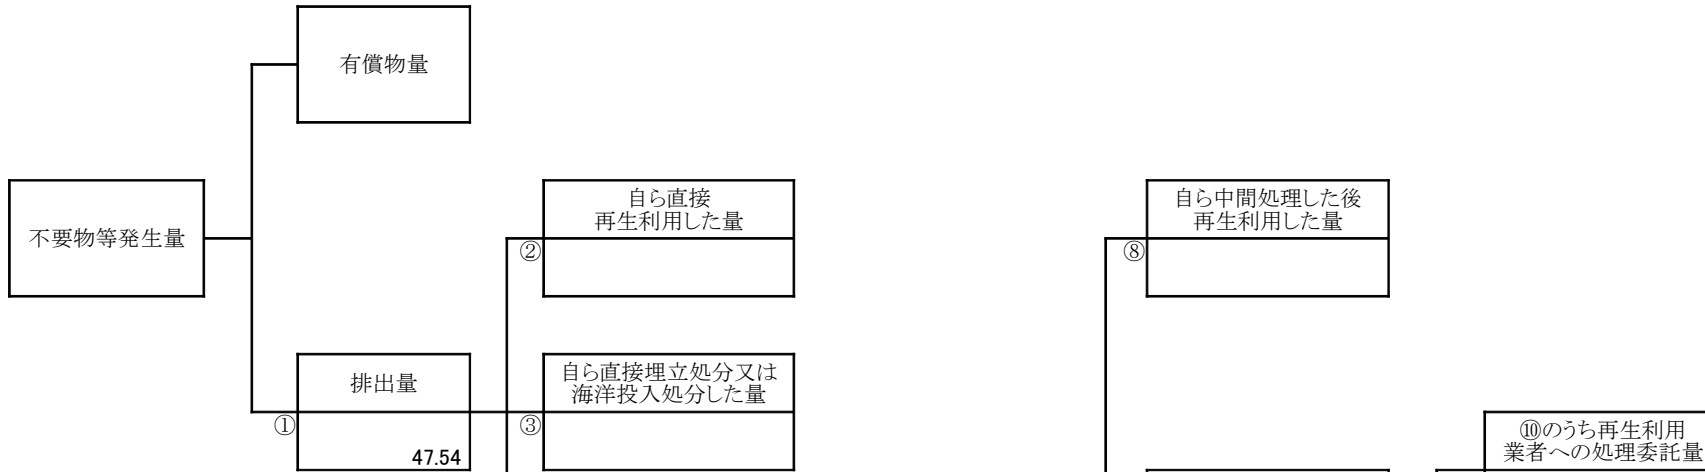 有償物量
不要物等発生量
自ら直接
再生利用した量
②
自ら中間処理した後
再生利用した量
⑧
排出量
①
47.54
自ら直接埋立処分又は
海洋投入処分した量
③
⑩のうち再生利用
業者への処理委託量